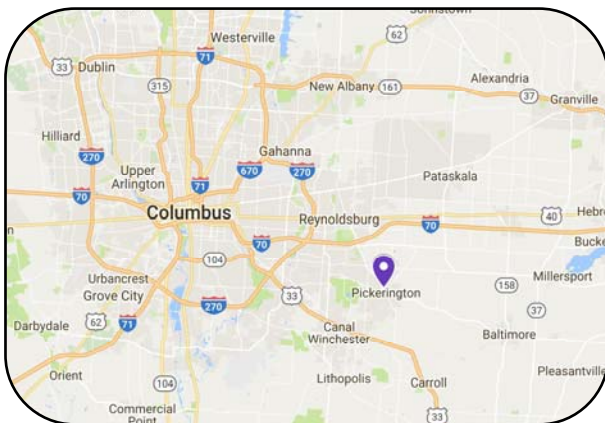 Johnstown
Westerville
62
71
33
Dublin
Alexandria
315
New Albany
161
37
Granville
Hilliard
Gahanna
270
670
270
Upper
Arlington
71
Pataskala
70
Columbus
Reynoldsburg
40
Hebr
70
70
n
Bucke
104
Urbancrest
Millersport
Grove City
33
Pickerington
158
270
37
Darbydale
62
71
Canal
Winchester
Baltimore
Orient
104
Lithopolis
Carroll
Pleasantville
Commercial
Point
33